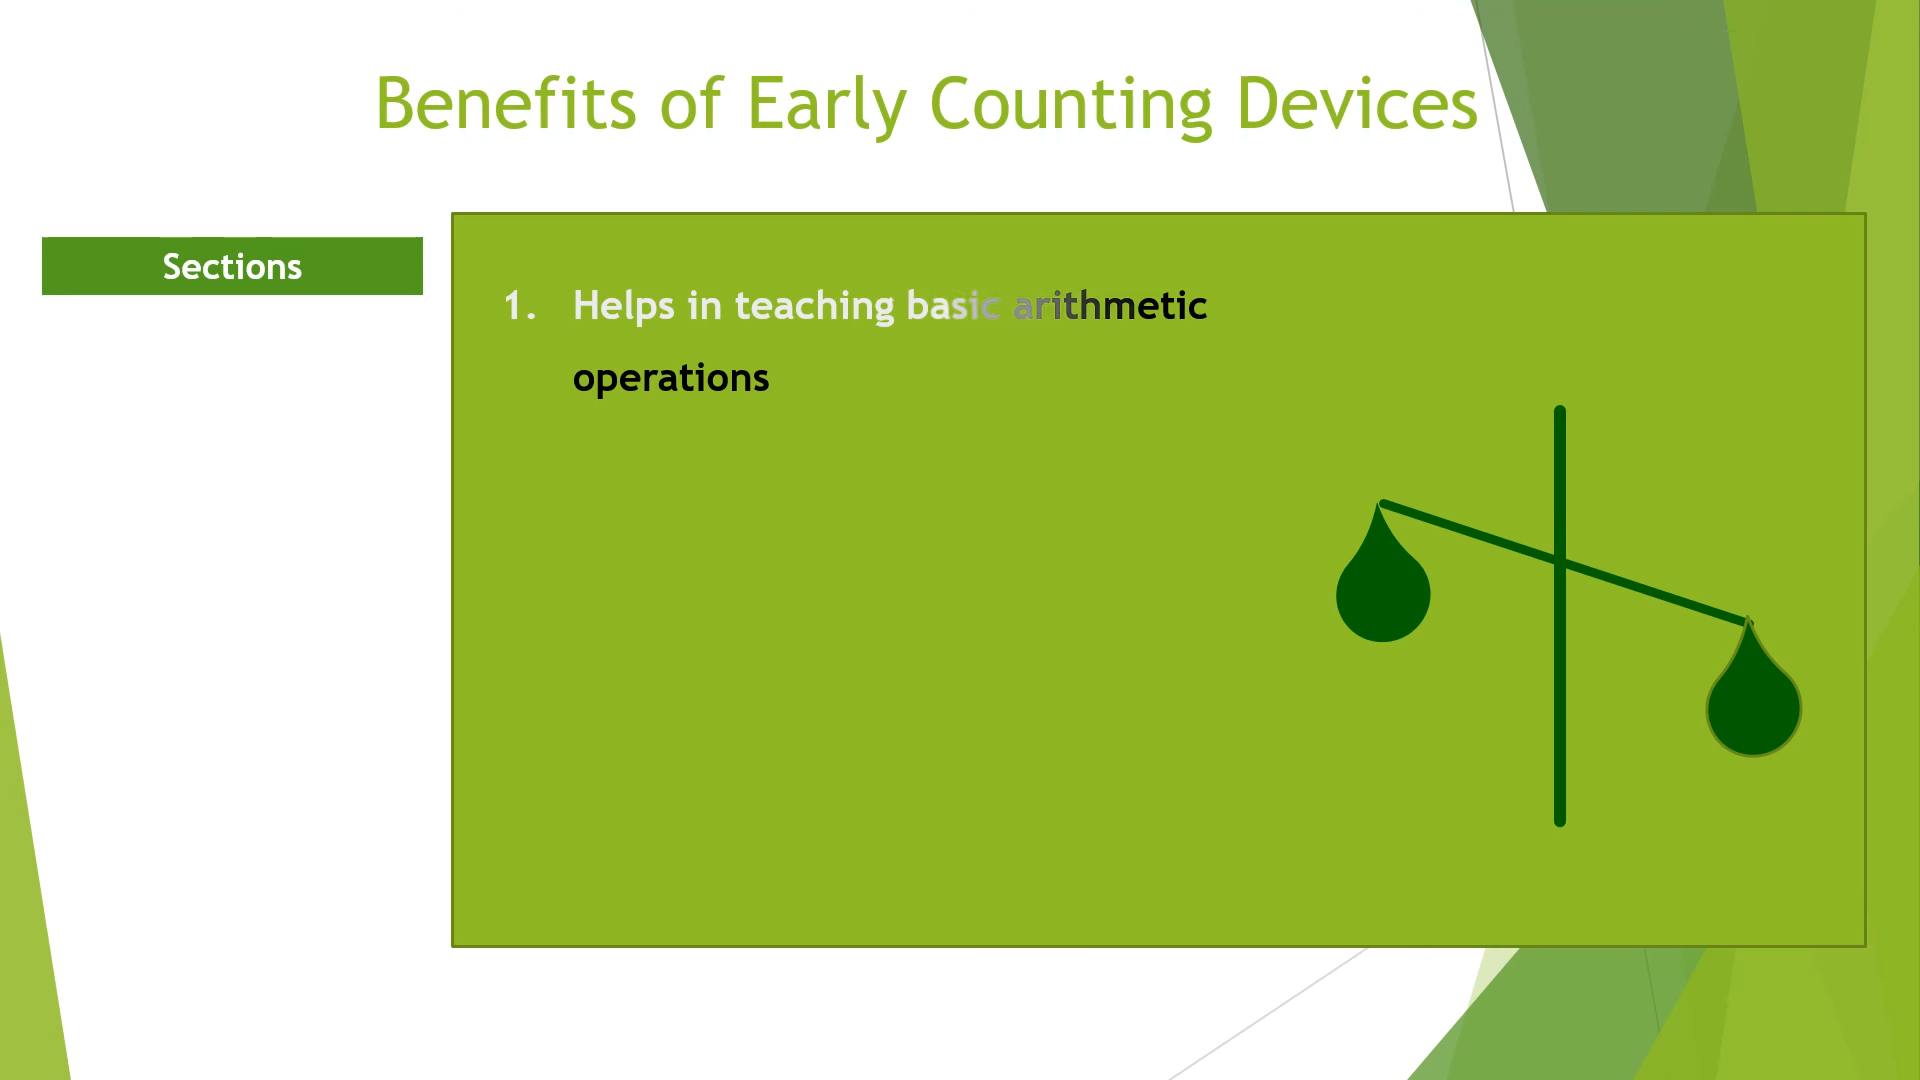 Benefits of Early Counting Devices
Sections
1. Helps in teaching basic arithmetic
operations